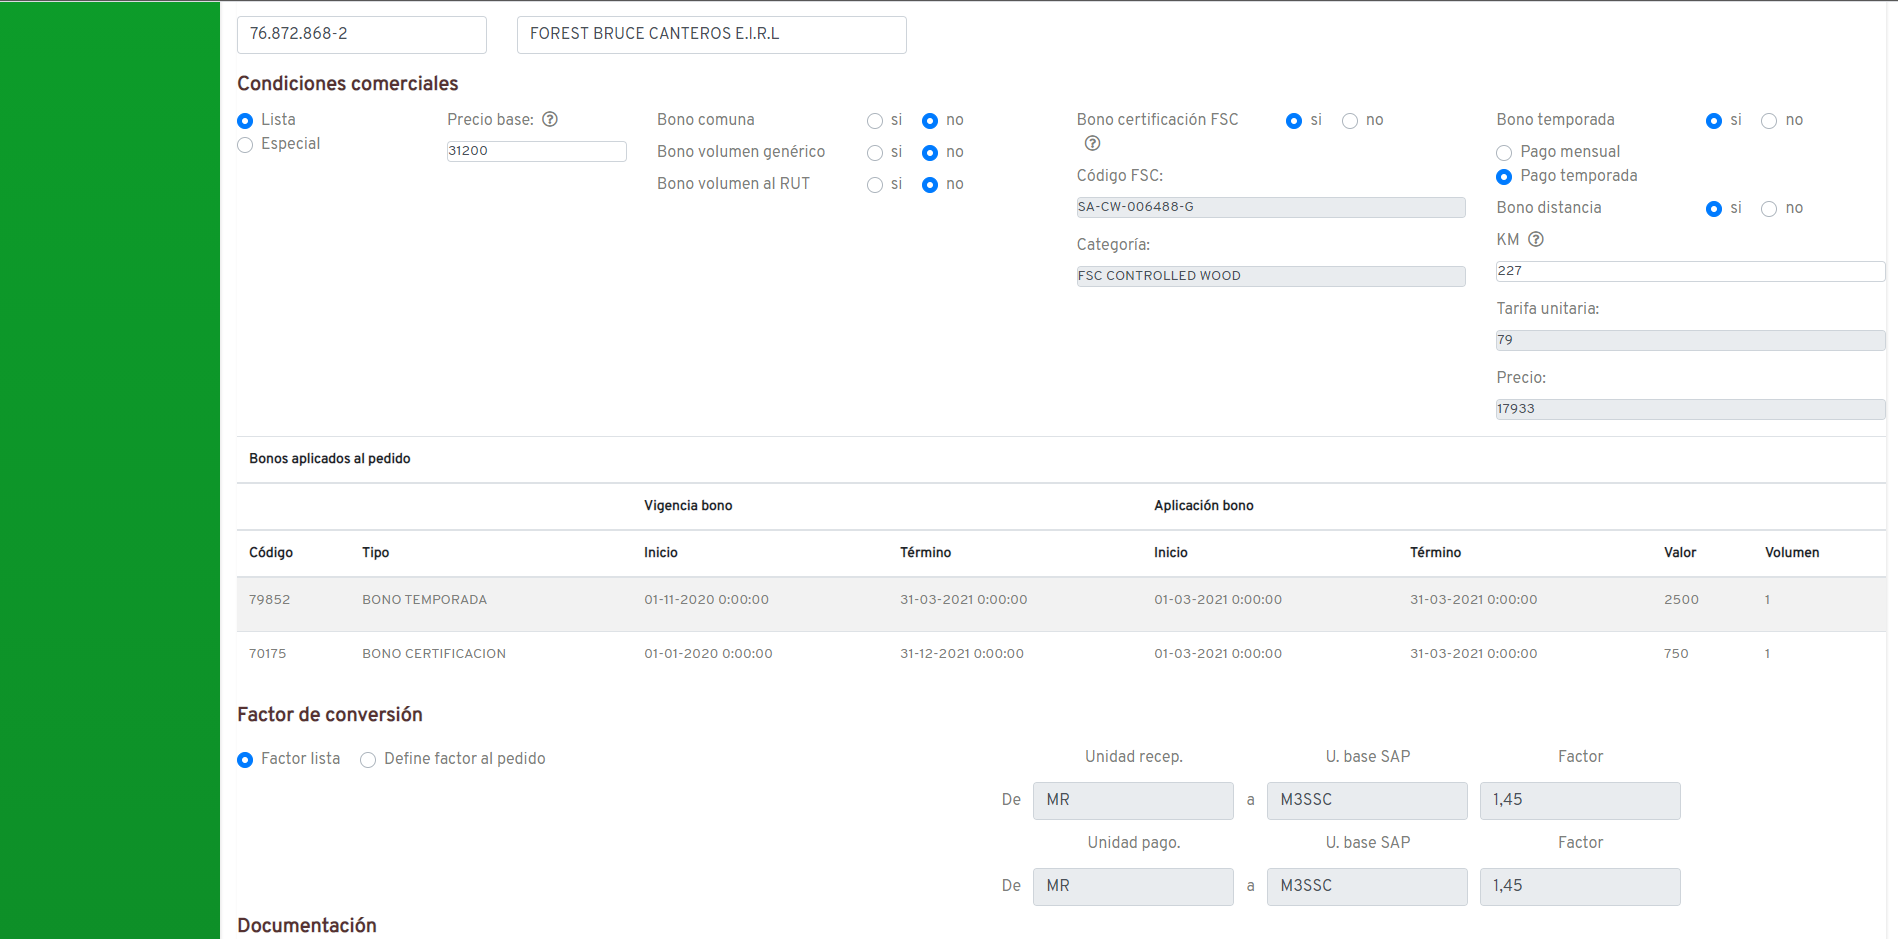 76.872.868-2 FOREST BRUCE CANTEROS E.I.R.L
Condiciones comerciales
Lista
Especial
Precio base:
31200
Bono comuna si no
Bono volumen genérico si no
Bono volumen al RUT si no
Bono certificación FSC si no
Código FSC:
SA-CW-006488-G
Categoría:
FSC CONTROLLED WOOD
Bono temporada si no
Pago mensual
Pago temporada
Bono distancia si no
KM
227
Tarifa unitaria:
79
Precio:
17933
Bonos aplicados al pedido
Vigencia bono Aplicación bono
Código Tipo Inicio Término Inicio Término Valor Volumen
79852 BONO TEMPORADA 01-11-2020 0:00:00 31-03-2021 0:00:00 01-03-2021 0:00:00 31-03-2021 0:00:00 2500 1
70175 BONO CERTIFICACION 01-01-2020 0:00:00 31-12-2021 0:00:00 01-03-2021 0:00:00 31-03-2021 0:00:00 750 1
Factor de conversión
Factor lista Define factor al pedido
Unidad recep. U. base SAP Factor
De MR a M3SSC 1,45
Unidad pago. U. base SAP Factor
De MR a M3SSC 1,45
Documentación